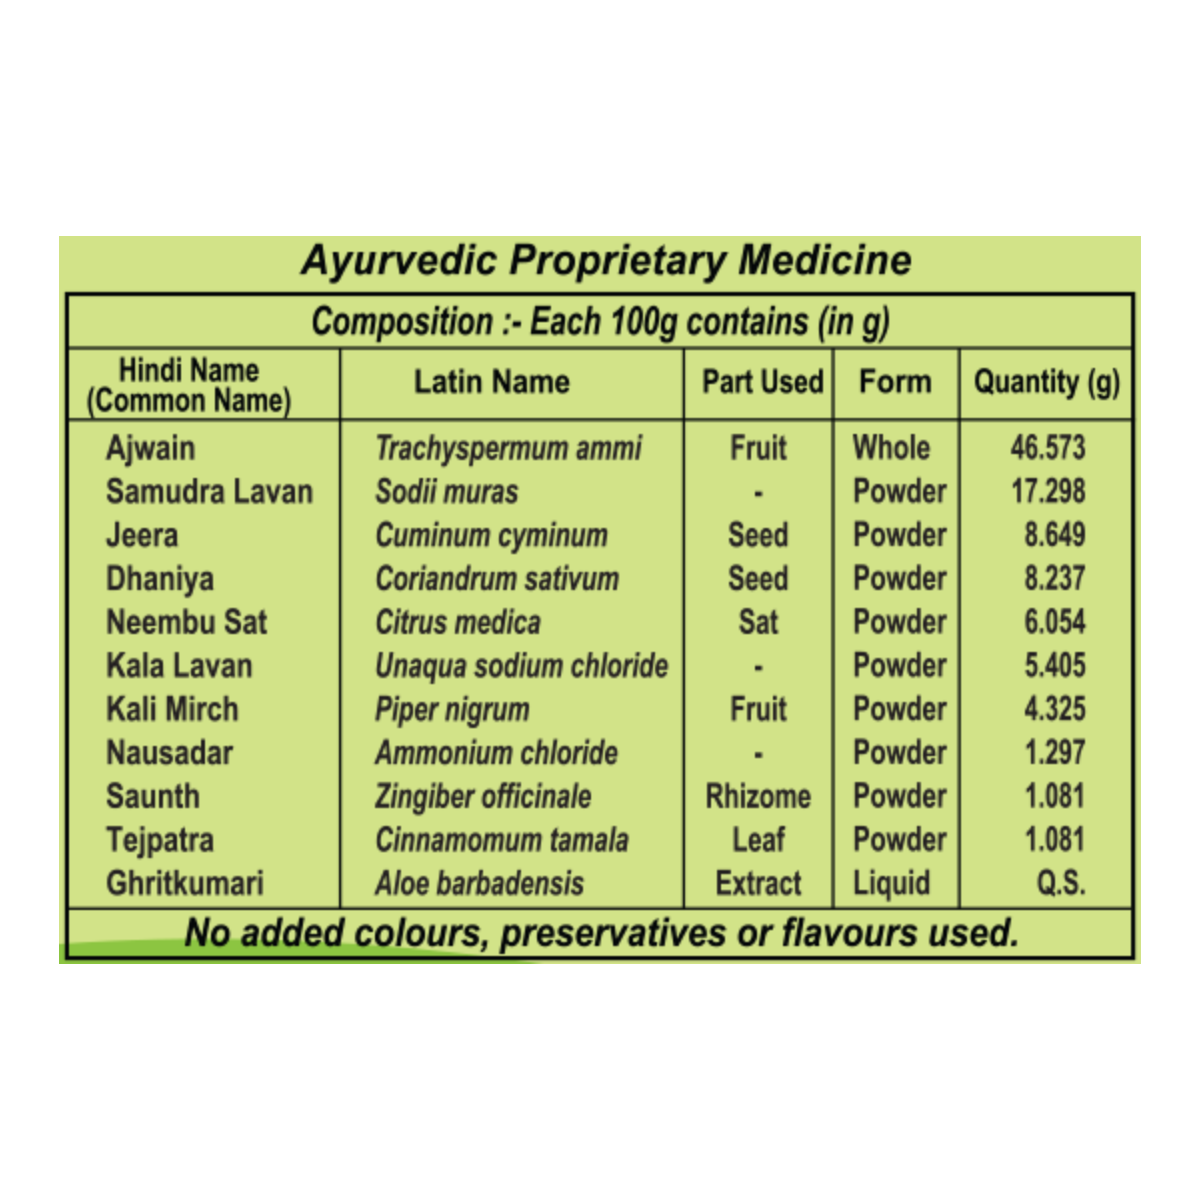 Ayurvedic Proprietary Medicine
Composition :- Each 100g contains (in g)
Hindi Name (Common Name) Latin Name Part Used Form Quantity (g)
Ajwain Trachyspermum ammi Fruit Whole 46.573
Samudra Lavan Sodii muras - Powder 17.298
Jeera Cuminum cyminum Seed Powder 8.649
Dhaniya Coriandrum sativum Seed Powder 8.237
Neembu Sat Citrus medica Sat Powder 6.054
Kala Lavan Unaqua sodium chloride - Powder 5.405
Kali Mirch Piper nigrum Fruit Powder 4.325
Nausadar Ammonium chloride - Powder 1.297
Saunth Zingiber officinale Rhizome Powder 1.081
Tejpatra Cinnamomum tamala Leaf Powder 1.081
Ghritkumari Aloe barbadensis Extract Liquid Q.S.
No added colours, preservatives or flavours used.